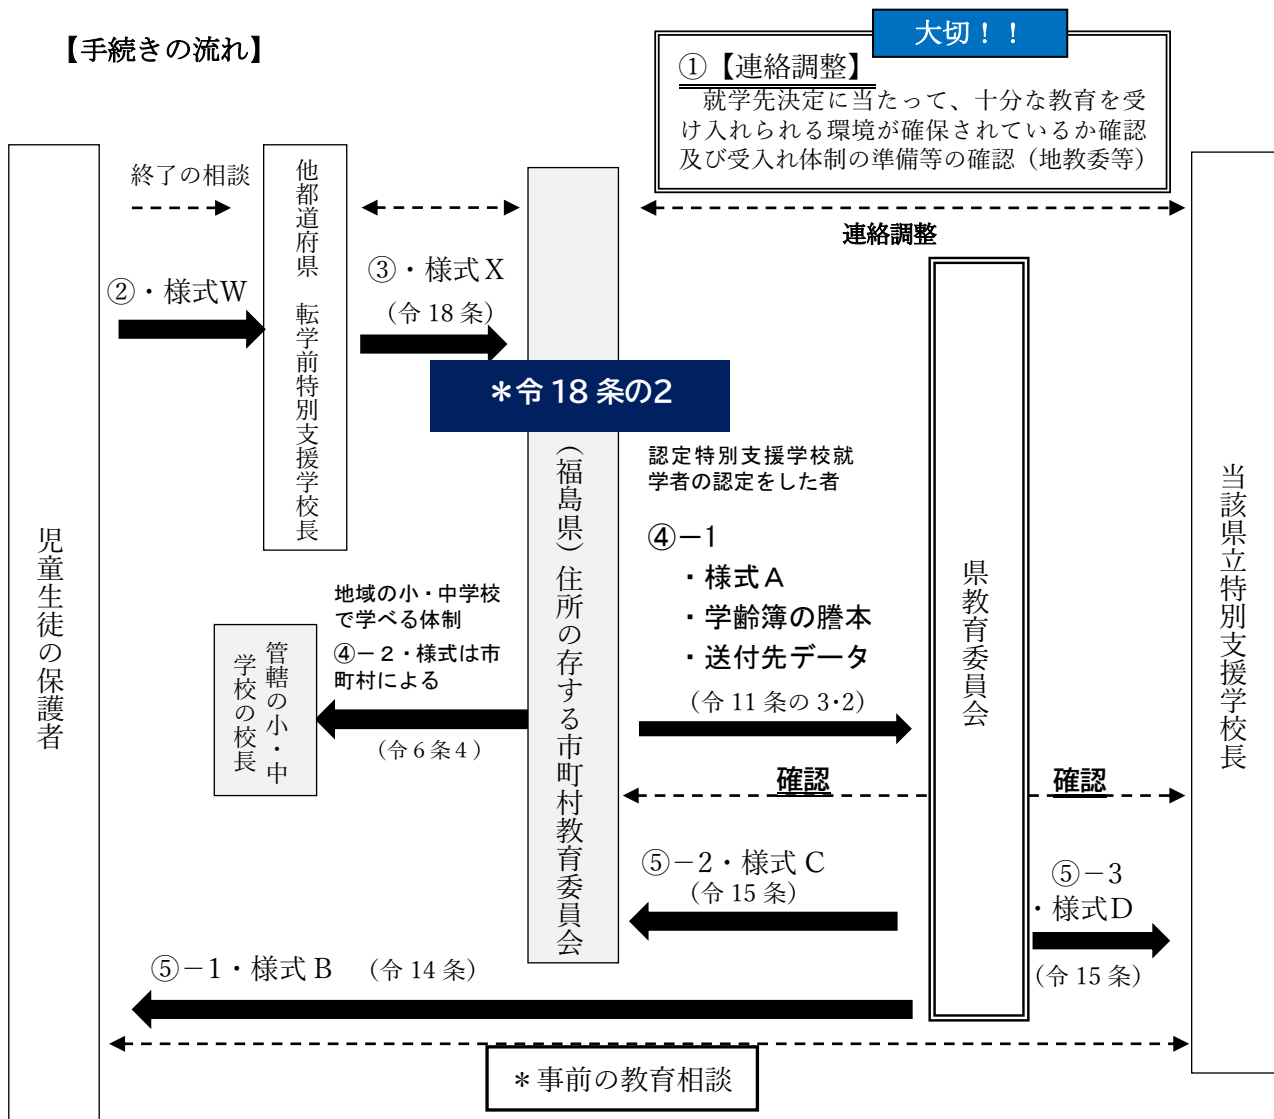 【手続きの流れ】
大切！！
①【連絡調整】
就学先決定に当たって、十分な教育を受
け入れられる環境が確保されているか確認
及び受入れ体制の準備等の確認（地教委等）
終了の相談
連絡調整
児童生徒の保護者
他都道府県　転学前特別支援学校長
②・様式W
③・様式X
（令18条）
＊令18条の2
（福島県）住所の存する市町村教育委員会
認定特別支援学校就
学者の認定をした者
④－1
・様式A
・学齢簿の謄本
・送付先データ
（令11条の3・2）
県教育委員会
当該県立特別支援学校長
地域の小・中学校
で学べる体制
④－２・様式は市
町村による
（令6条4）
管轄の小・中
学校の校長
確認
確認
⑤－2・様式C
（令15条）
⑤－3
・様式D
（令15条）
⑤－1・様式B　（令14条）
＊事前の教育相談